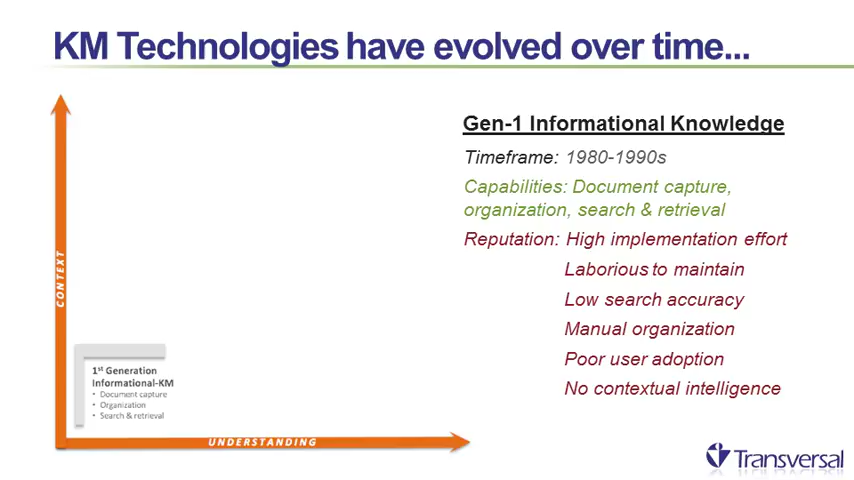 KM Technologies have evolved over time...
CONTEXT
1st Generation
Informational-KM
• Document capture
• Organization
• Search & retrieval
UNDERSTANDING
Gen-1 Informational Knowledge
Timeframe: 1980-1990s
Capabilities: Document capture,
organization, search & retrieval
Reputation: High implementation effort
Laborious to maintain
Low search accuracy
Manual organization
Poor user adoption
No contextual intelligence
Transversal